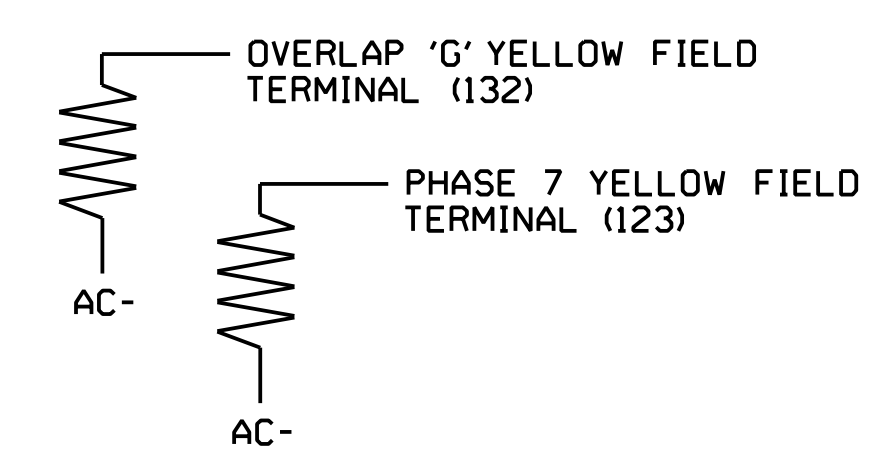 OVERLAP 'G' YELLOW FIELD
TERMINAL (132)
PHASE 7 YELLOW FIELD
TERMINAL (123)
AC-
AC-